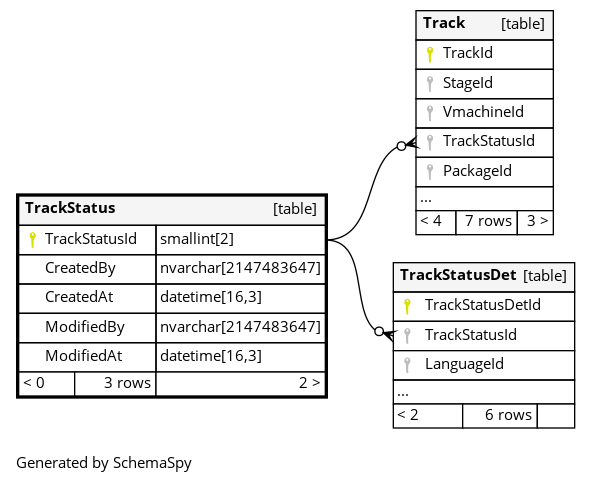 Track [table]
TrackId
StageId
VmachineId
TrackStatusId
PackageId
...
< 4 7 rows 3 >
TrackStatus [table]
TrackStatusId smallint[2]
CreatedBy nvarchar[2147483647]
CreatedAt datetime[16,3]
ModifiedBy nvarchar[2147483647]
ModifiedAt datetime[16,3]
< 0 3 rows 2 >
TrackStatusDet [table]
TrackStatusDetId
TrackStatusId
LanguageId
...
< 2 6 rows
Generated by SchemaSpy